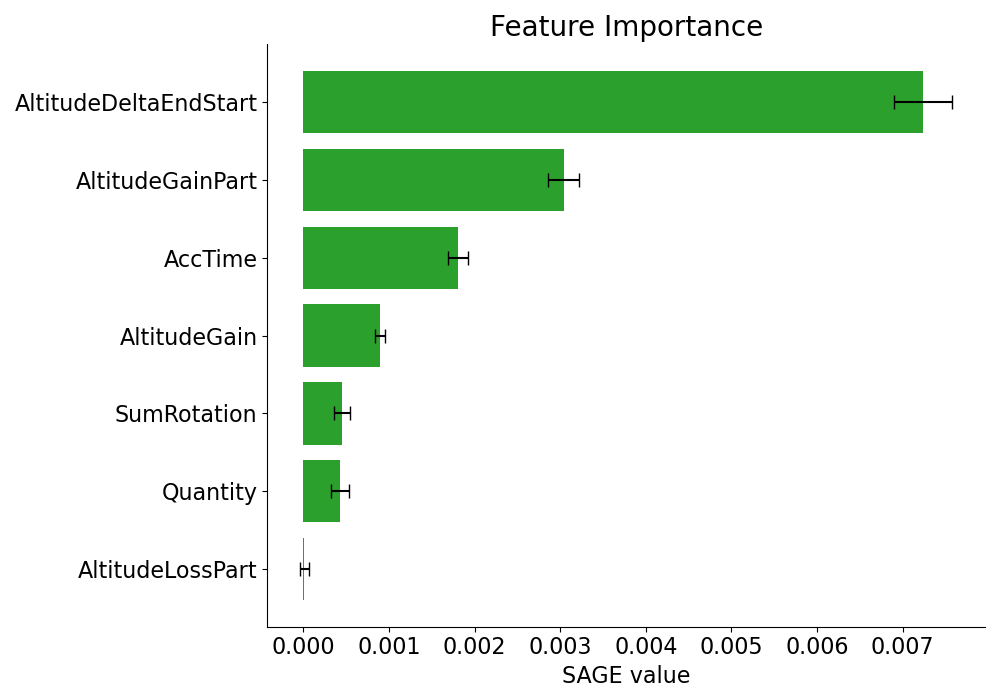 Feature Importance
AltitudeDeltaEndStart
AltitudeGainPart
AccTime
AltitudeGain
SumRotation
Quantity
AltitudeLossPart
0.000 0.001 0.002 0.003 0.004 0.005 0.006 0.007
SAGE value